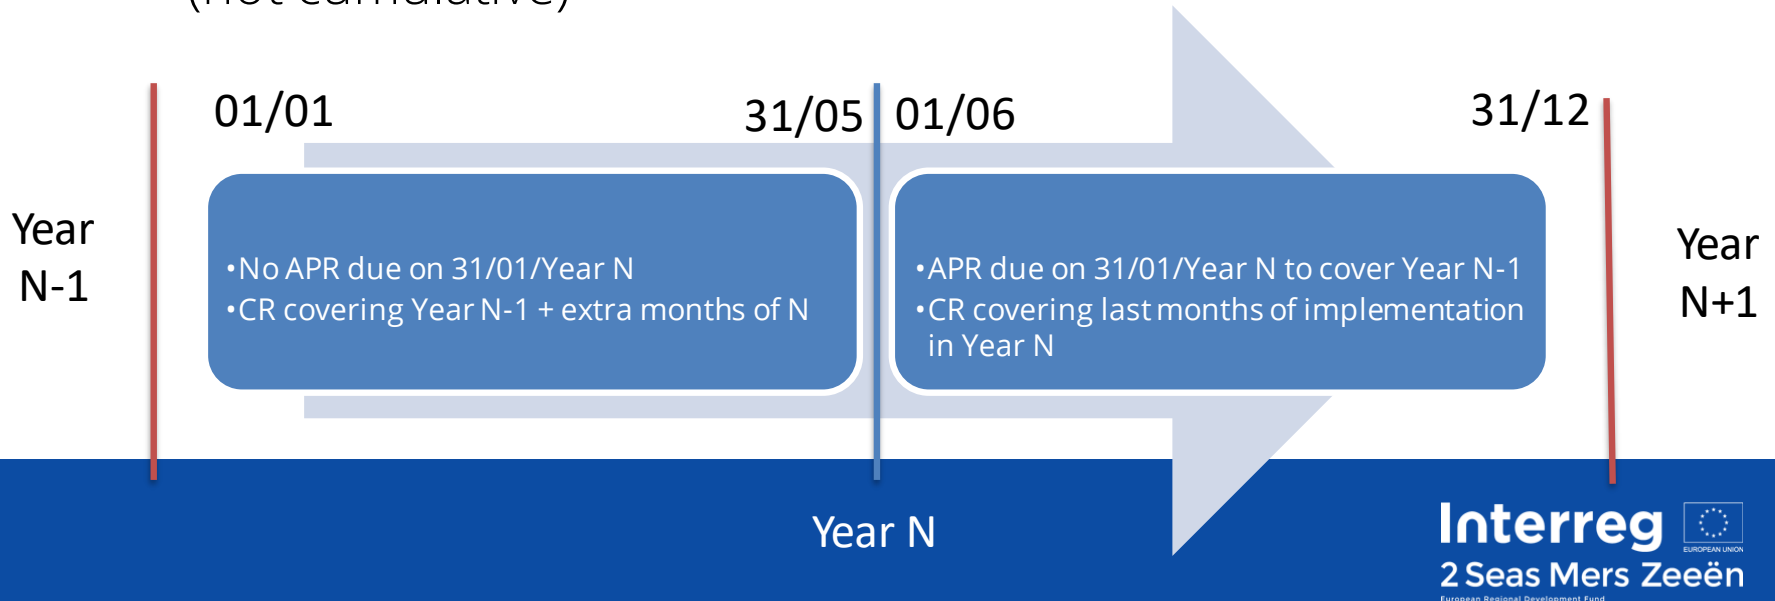 (not cumulative)
01/01
31/05
01/06
31/12
Year
N-1
•No APR due on 31/01/Year N
•CR covering Year N-1 + extra months of N
•APR due on 31/01/Year N to cover Year N-1
•CR covering last months of implementation
in Year N
Year
N+1
Year N
Interreg
EUROPEAN UNION
2 Seas Mers Zeeën
European Regional Development Fund